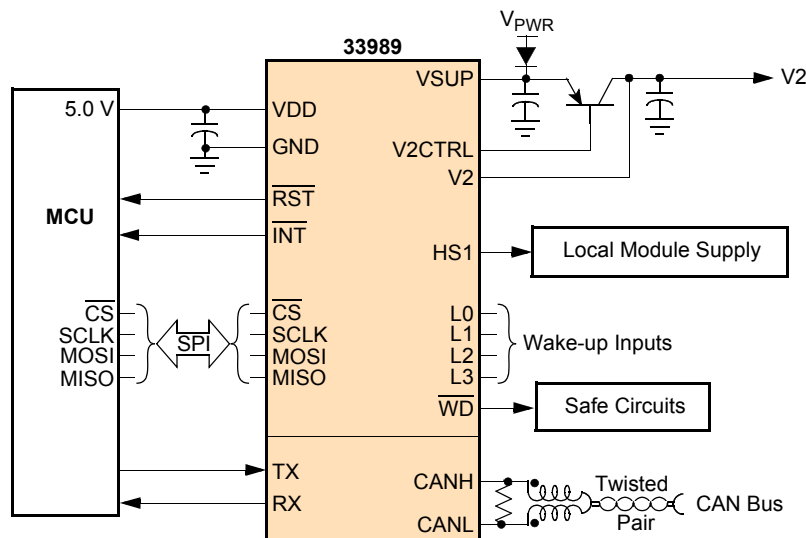 VPWR
33989
VSUP
V2
5.0 V
VDD
GND
V2CTRL
V2
MCU
RST
INT
HS1
Local Module Supply
CS
SCLK
MOSI
MISO
SPI
CS
SCLK
MOSI
MISO
L0
L1
L2
L3
Wake-up Inputs
WD
Safe Circuits
TX
RX
CANH
CANL
Twisted
Pair
CAN Bus